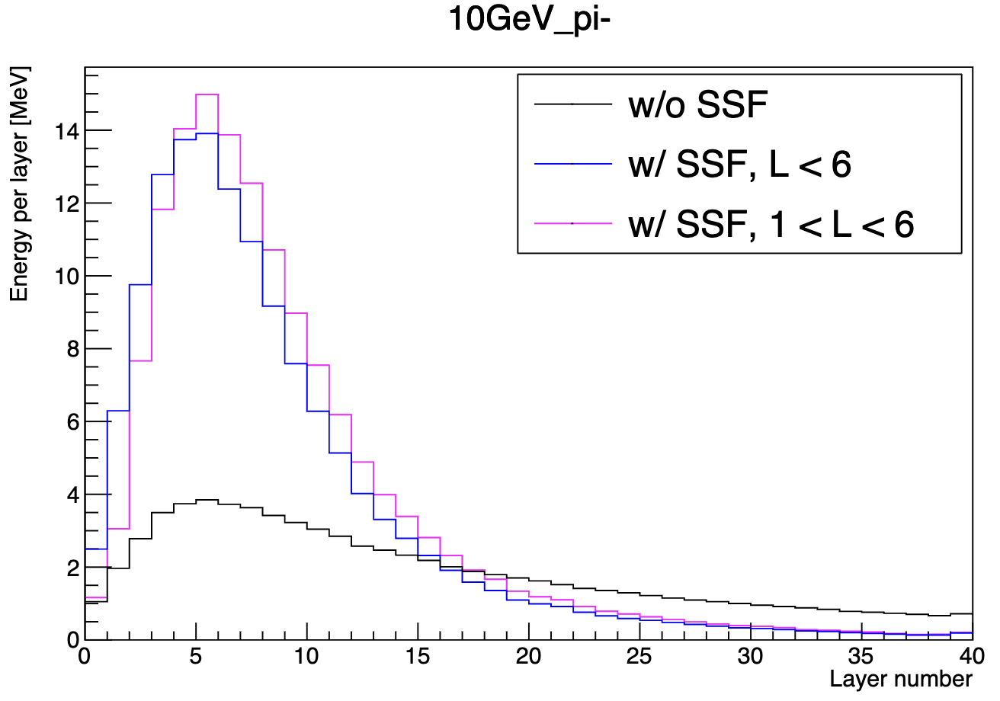 10GeV_pi-
Energy per layer [MeV]
w/o SSF
w/ SSF, L < 6
w/ SSF, 1 < L < 6
14
12
10
8
6
4
2
0
0 5 10 15 20 25 30 35 40
Layer number